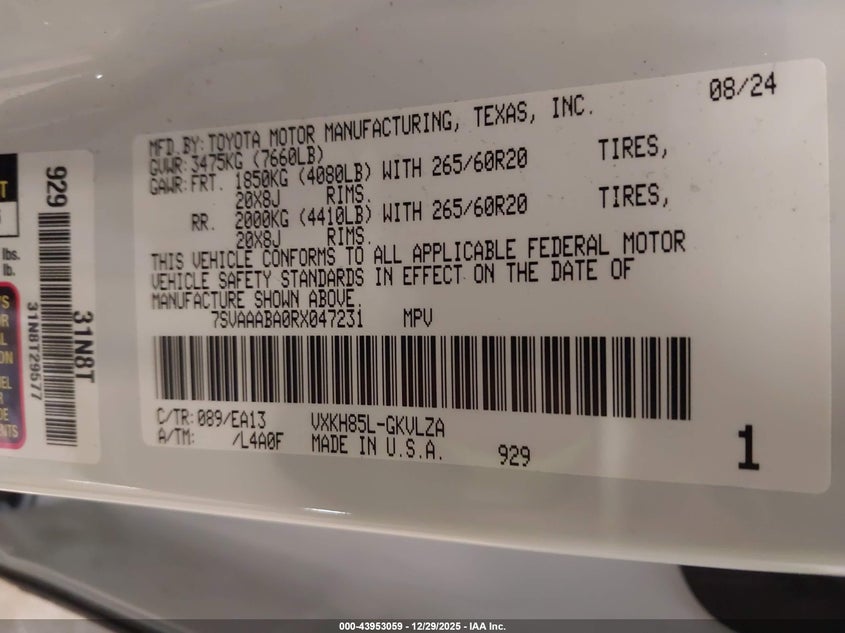 08/24
MFD.BY:TOYOTA MOTOR MANUFACTURING, TEXAS, INC.
GVWR: 3475KG (7660LB)
GAWR:FRT. 1850KG (4080LB) WITH 265/60R20 TIRES,
20X8J RIMS.
RR. 2000KG (4410LB) WITH 265/60R20 TIRES,
20X8J RIMS.
THIS VEHICLE CONFORMS TO ALL APPLICABLE FEDERAL MOTOR
VEHICLE SAFETY STANDARDS IN EFFECT ON THE DATE OF
MANUFACTURE SHOWN ABOVE.
7SVAAABA0RX047231 MPV
C/TR:089/EA13 VXKH85L-GKVLZA
A/TM: /L4A0F MADE IN U.S.A. 929
1
929
31N8T
31N8T29577
lbs.
lb.
000-43953059 - 12/29/2025 - IAA Inc.